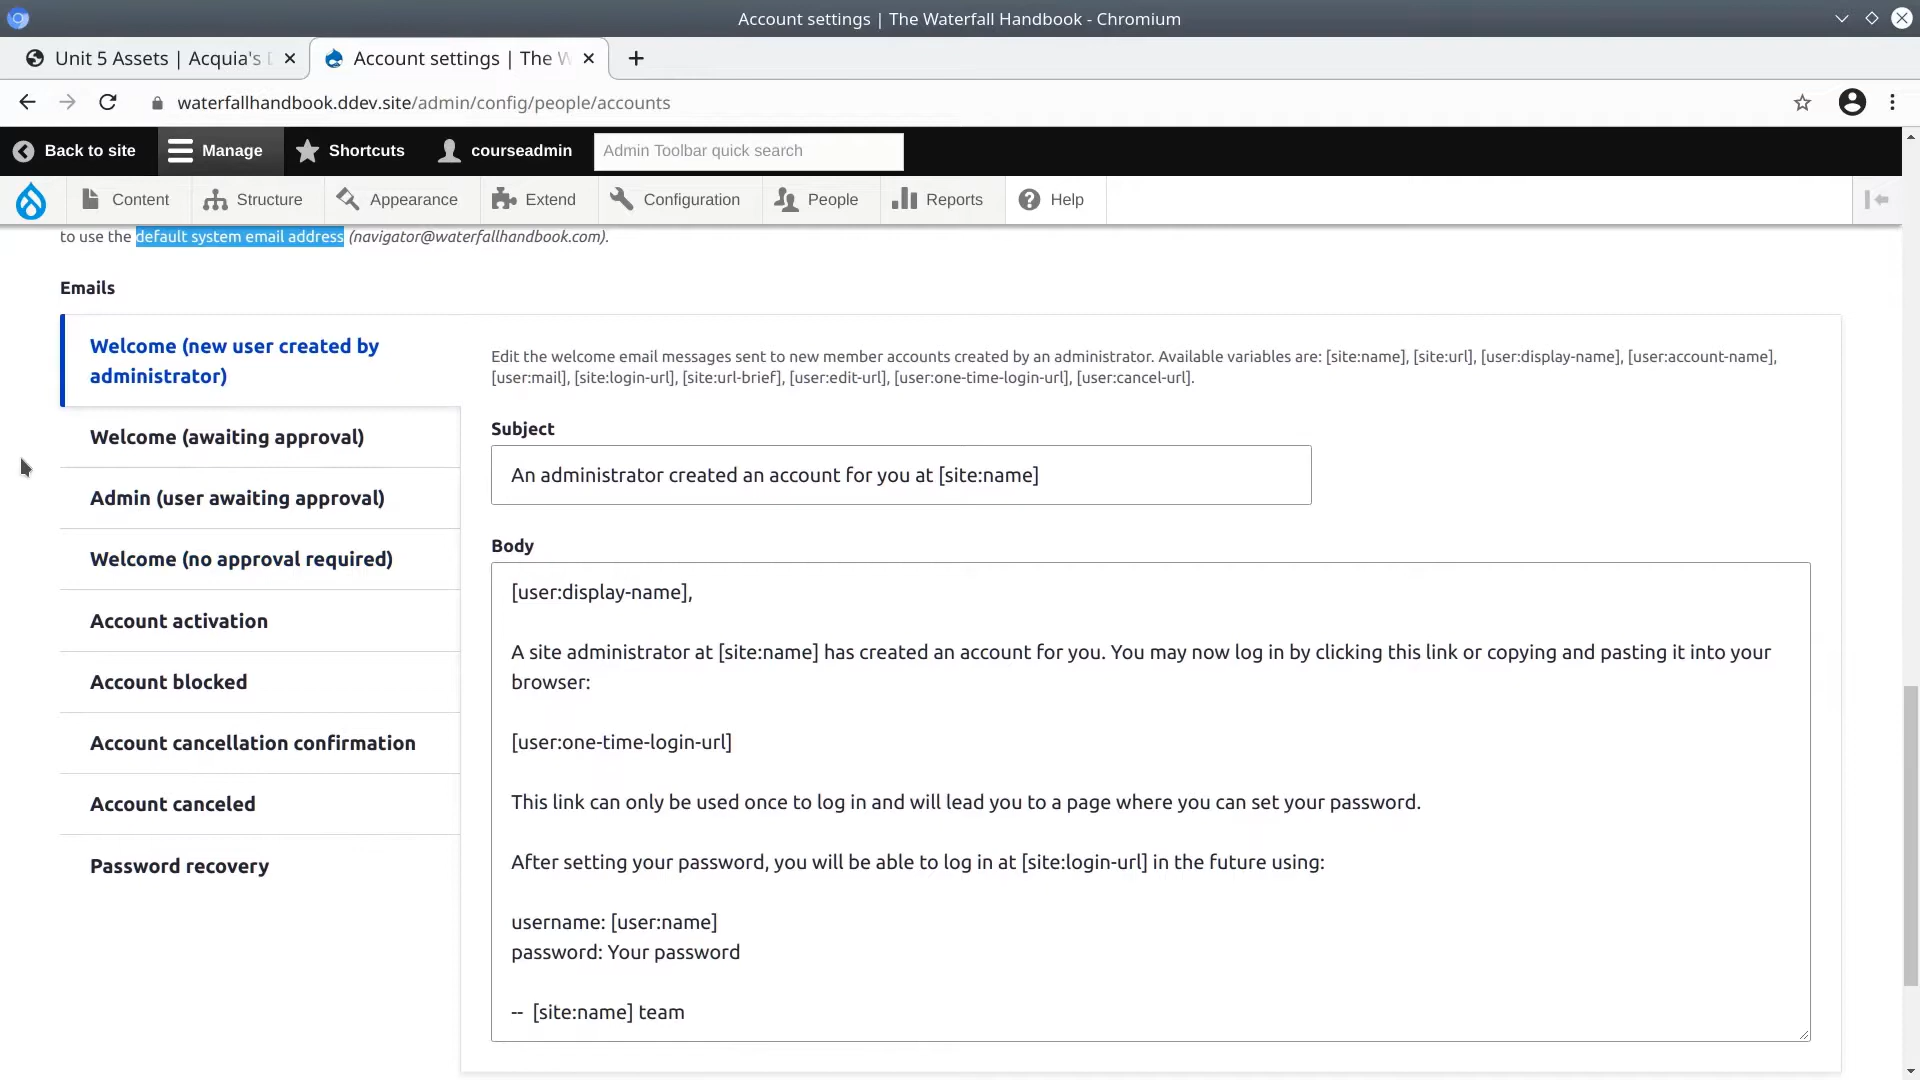 Account settings | The Waterfall Handbook - Chromium
Unit 5 Assets | Acquia's
Account settings | The W
waterfallhandbook.ddev.site/admin/config/people/accounts
Back to site
Manage
Shortcuts
courseadmin
Admin Toolbar quick search
Content
Structure
Appearance
Extend
Configuration
People
Reports
Help
to use the default system email address (navigator@waterfallhandbook.com).
Emails
Welcome (new user created by
administrator)
Welcome (awaiting approval)
Admin (user awaiting approval)
Welcome (no approval required)
Account activation
Account blocked
Account cancellation confirmation
Account canceled
Password recovery
Edit the welcome email messages sent to new member accounts created by an administrator. Available variables are: [site:name], [site:url], [user:display-name], [user:account-name],
[user:mail], [site:login-url], [site:url-brief], [user:edit-url], [user:one-time-login-url], [user:cancel-url].
Subject
An administrator created an account for you at [site:name]
Body
[user:display-name],
A site administrator at [site:name] has created an account for you. You may now log in by clicking this link or copying and pasting it into your
browser:
[user:one-time-login-url]
This link can only be used once to log in and will lead you to a page where you can set your password.
After setting your password, you will be able to log in at [site:login-url] in the future using:
username: [user:name]
password: Your password
-- [site:name] team